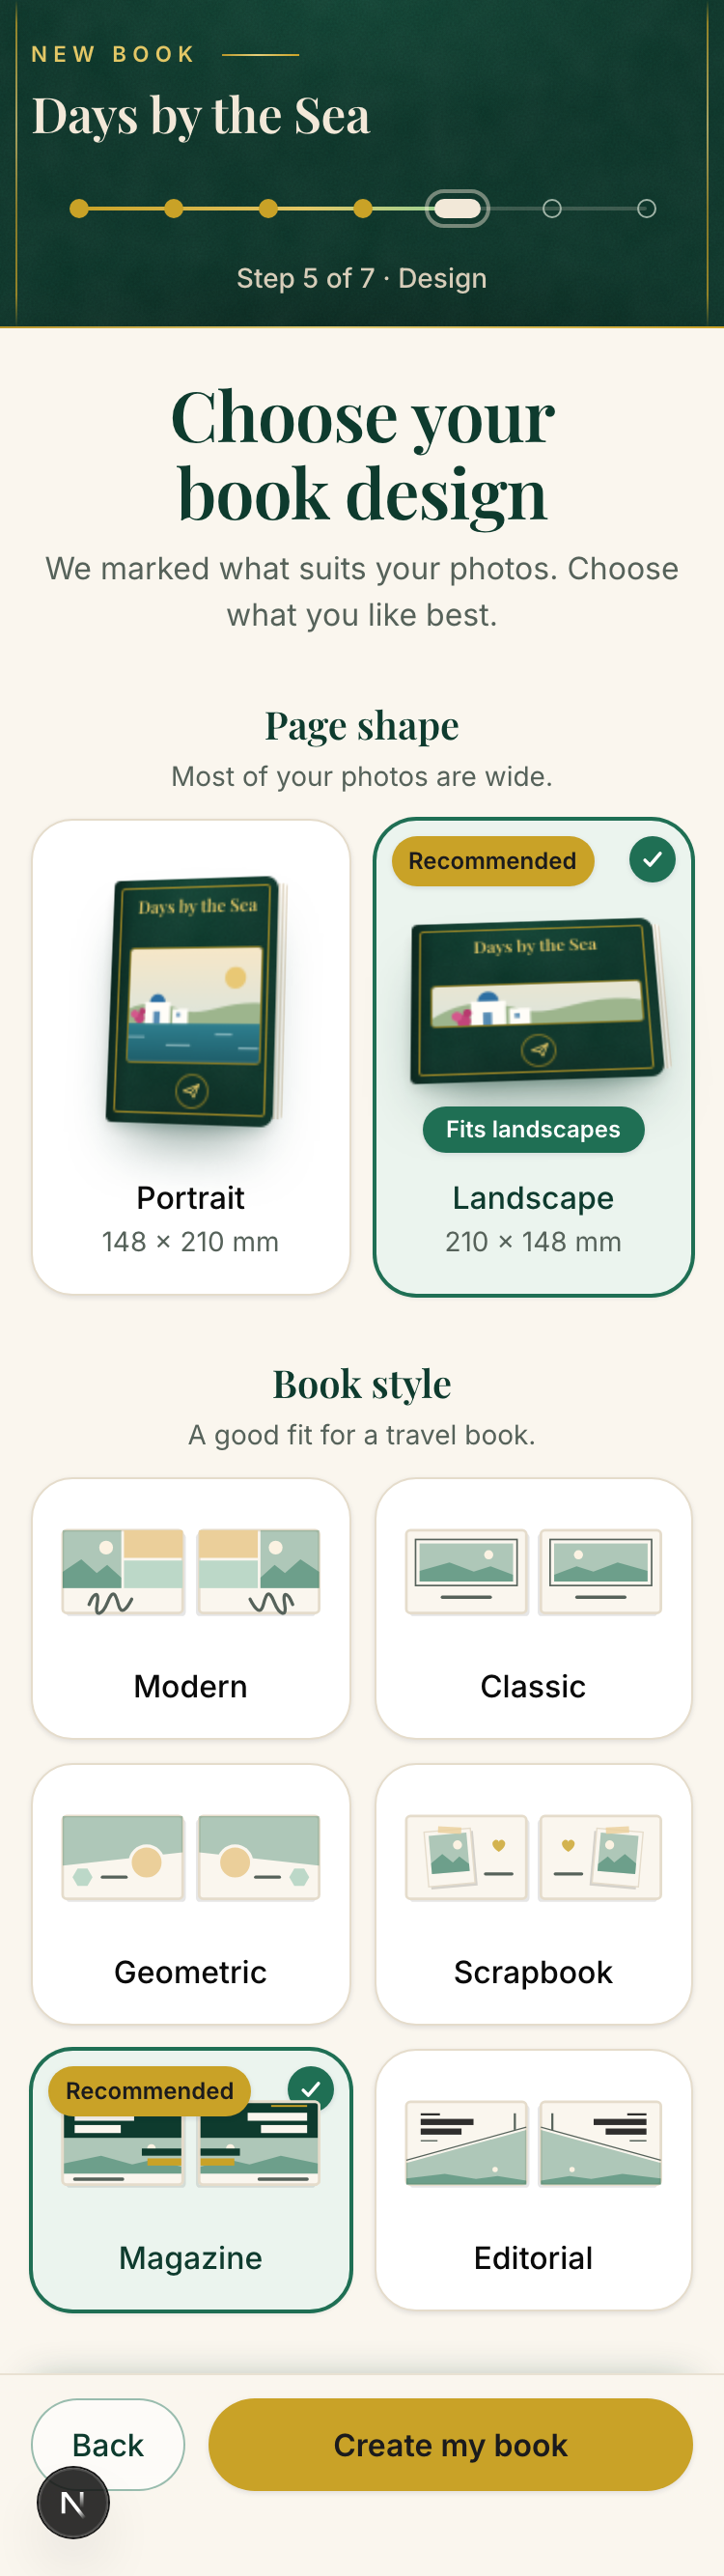 NEW BOOK
Days by the Sea
Step 5 of 7 · Design
Choose your
book design
We marked what suits your photos. Choose
what you like best.
Page shape
Most of your photos are wide.
Days by the Sea
Portrait
148 × 210 mm
Recommended
Days by the Sea
Fits landscapes
Landscape
210 × 148 mm
Book style
A good fit for a travel book.
Modern
Classic
Geometric
Scrapbook
Recommended
Magazine
Editorial
Back
Create my book
N